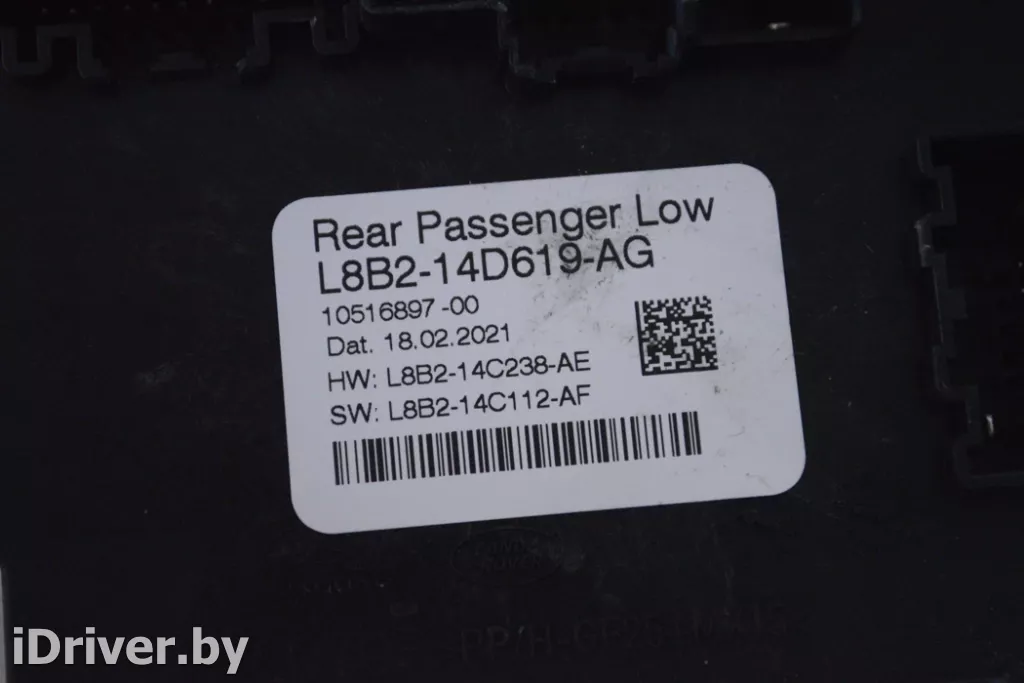 Rear Passenger Low
L8B2-14D619-AG
10516897 -00
Dat. 18.02.2021
HW: L8B2-14C238-AE
SW: L8B2-14C112-AF
iDriver.by